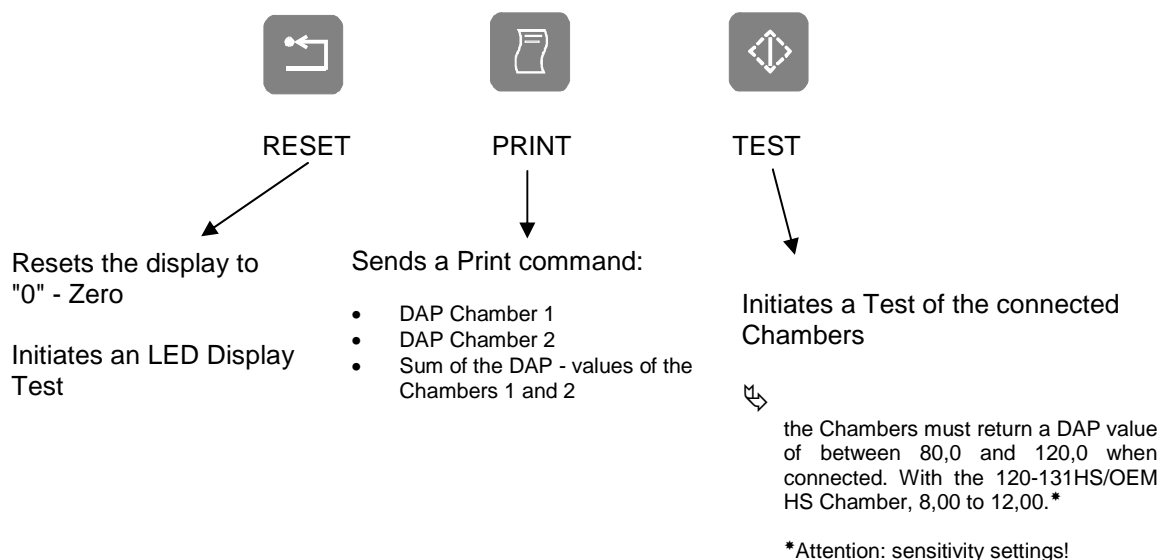 RESET
PRINT
TEST
Resets the display to
"0" - Zero
Initiates an LED Display
Test
Sends a Print command:
• DAP Chamber 1
• DAP Chamber 2
• Sum of the DAP - values of the
Chambers 1 and 2
Initiates a Test of the connected
Chambers
the Chambers must return a DAP value
of between 80,0 and 120,0 when
connected. With the 120-131HS/OEM
HS Chamber, 8,00 to 12,00.*
*Attention: sensitivity settings!